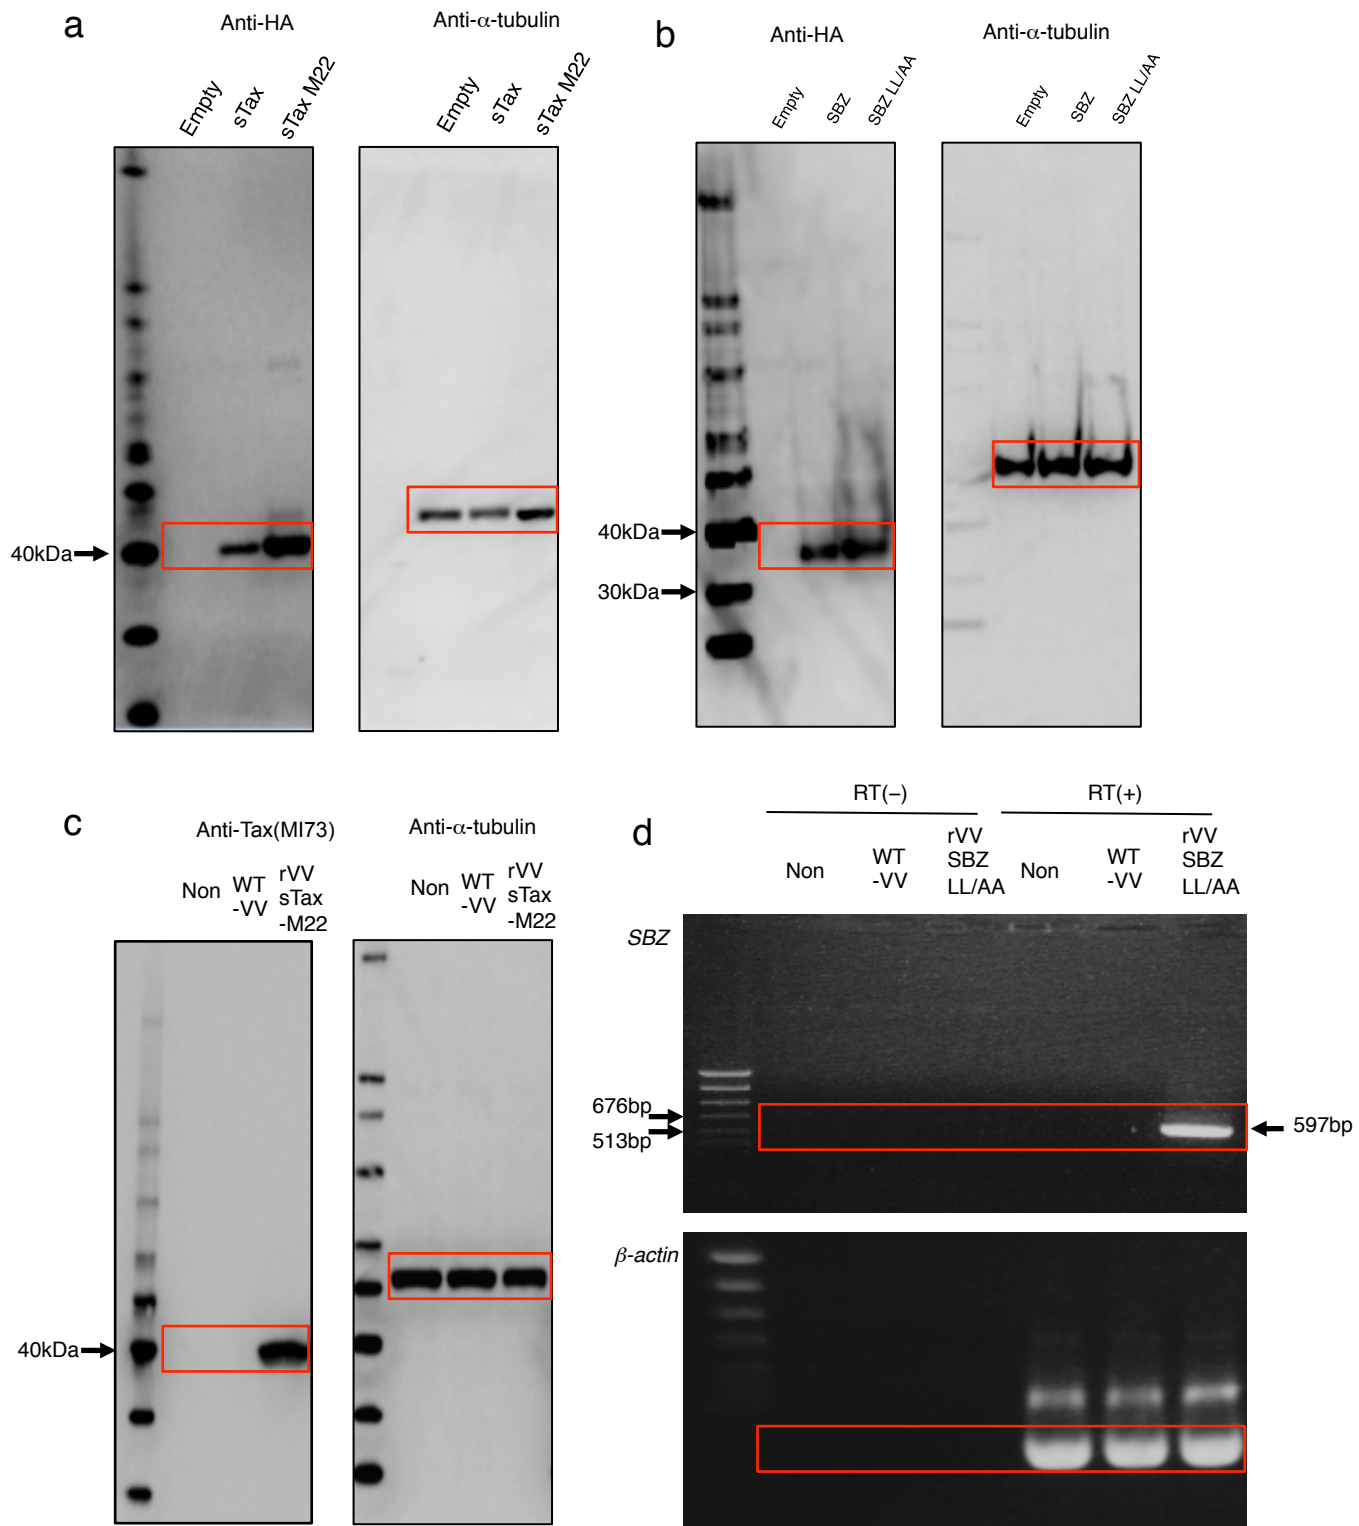 a
Anti-HA
Anti-α-tubulin
Empty
sTax
sTax M22
Empty
sTax
sTax M22
40kDa
b
Anti-HA
Anti-α-tubulin
Empty
SBZ
SBZ LL/AA
Empty
SBZ
SBZ LL/AA
40kDa
30kDa
c
Anti-Tax(MI73)
Anti-α-tubulin
Non
WT
-VV
rVV
sTax
-M22
Non
WT
-VV
rVV
sTax
-M22
40kDa
d
RT(–)
RT(+)
Non
WT
-VV
rVV
SBZ
LL/AA
Non
WT
-VV
rVV
SBZ
LL/AA
SBZ
676bp
513bp
597bp
β-actin